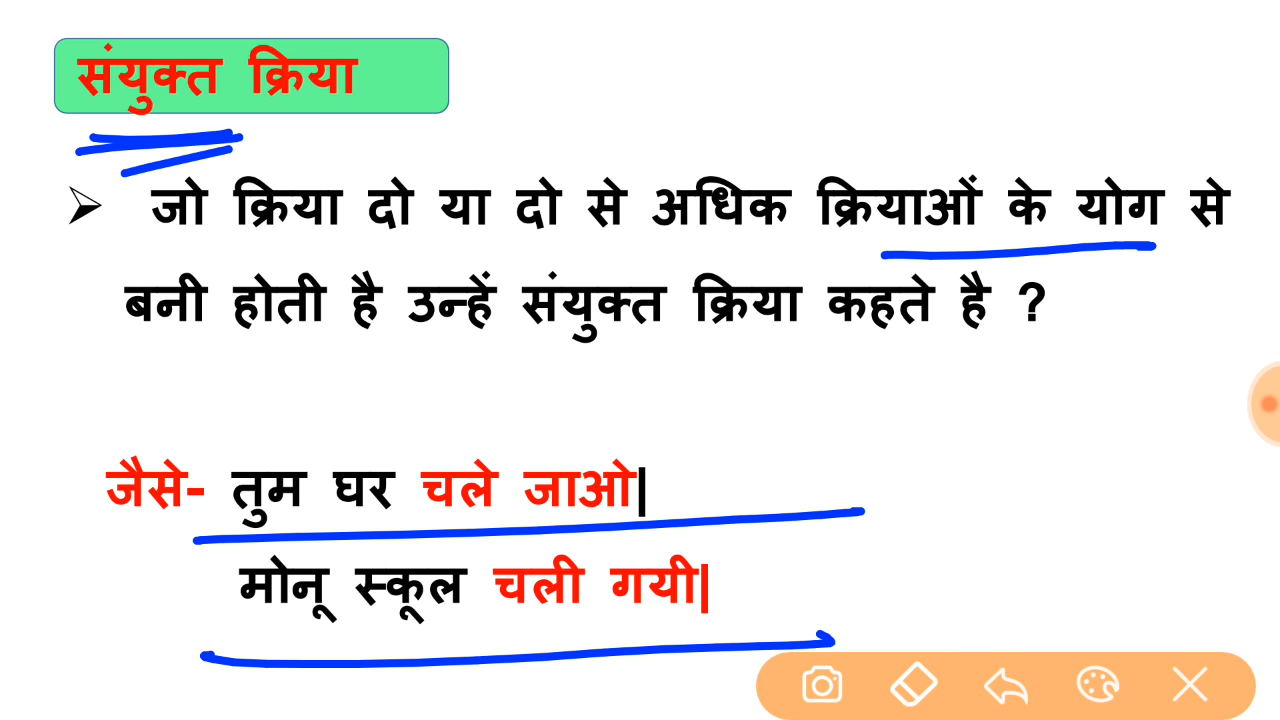 संयुक्त क्रिया
जो क्रिया दो या दो से अधिक क्रियाओं के योग से
बनी होती है उन्हें संयुक्त क्रिया कहते है ?
जैसे- तुम घर चले जाओ|
मोनू स्कूल चली गयी|